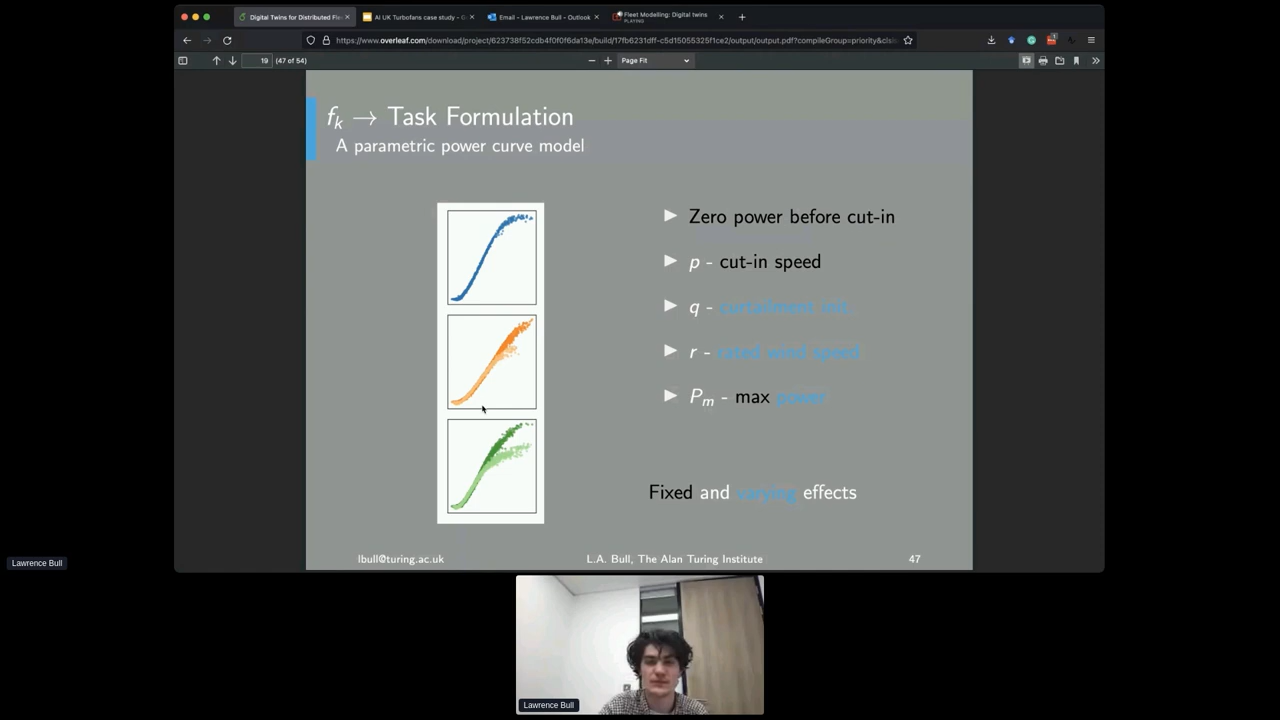 Digital Twins for Distributed Fle
AI UK Turbofans case study - G
Email - Lawrence Bull - Outlook
Fleet Modelling: Digital twins
PLAYING
19 (47 of 54)
Page Fit
f_k → Task Formulation
A parametric power curve model
Zero power before cut-in
p - cut-in speed
q - curtailment init.
r - rated wind speed
P_m - max power
Fixed and varying effects
lbull@turing.ac.uk
L.A. Bull, The Alan Turing Institute
47
Lawrence Bull
Lawrence Bull